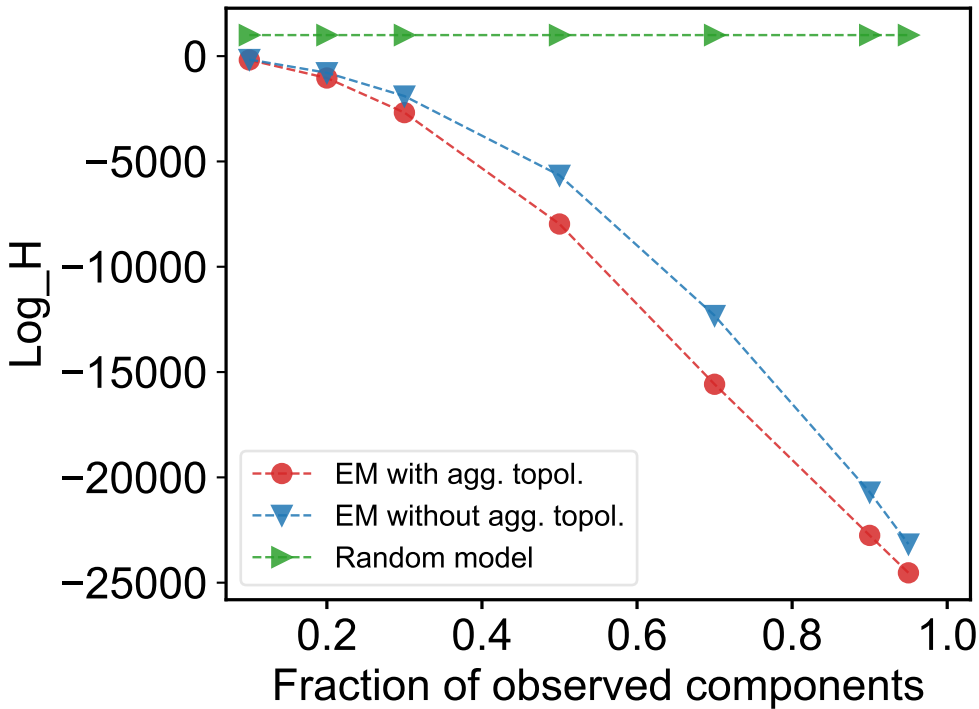 0
−5000
−10000
−15000
−20000
−25000
Log_H
EM with agg. topol.
EM without agg. topol.
Random model
0.2 0.4 0.6 0.8 1.0
Fraction of observed components